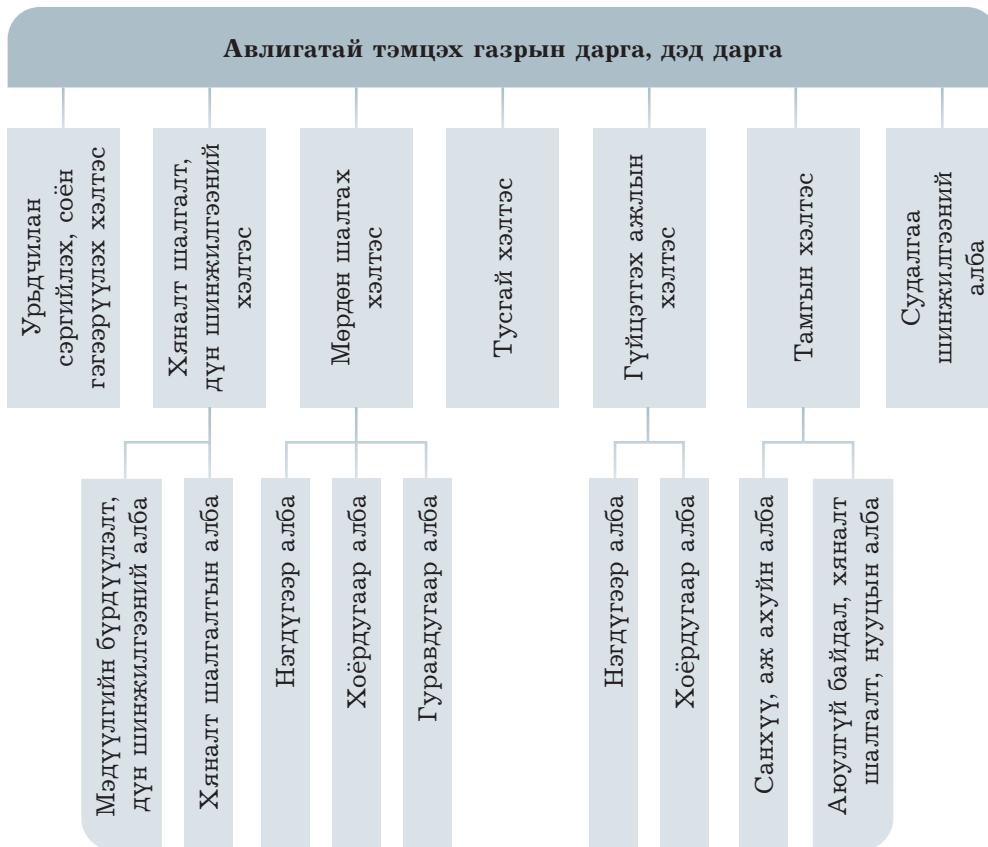 Авлигатай тэмцэх газрын дарга, дэд дарга
Урьдчилан
сэргийлэх, соён
гэгээрүүлэх хэлтэс
Хяналт шалгалт,
дүн шинжилгээний
хэлтэс
Мөрдөн шалгах
хэлтэс
Тусгай хэлтэс
Гүйцэтгэх ажлын
хэлтэс
Тамгын хэлтэс
Судалгаа
шинжилгээний
алба
Мэдүүлгийн бүрдүүлэлт,
дүн шинжилгээний алба
Хяналт шалгалтын алба
Нэгдүгээр алба
Хоёрдугаар алба
Гуравдугаар алба
Нэгдүгээр алба
Хоёрдугаар алба
Санхүү, аж ахуйн алба
Аюулгүй байдал, хяналт
шалгалт, нууцын алба